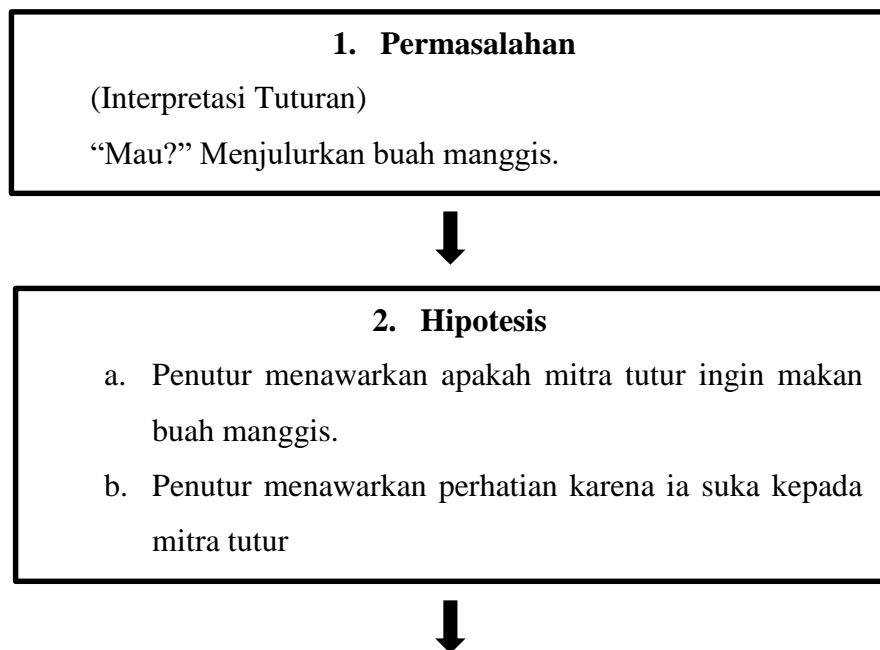 1. Permasalahan
(Interpretasi Tuturan)
“Mau?” Menjulurkan buah manggis.
2. Hipotesis
a. Penutur menawarkan apakah mitra tutur ingin makan
buah manggis.
b. Penutur menawarkan perhatian karena ia suka kepada
mitra tutur